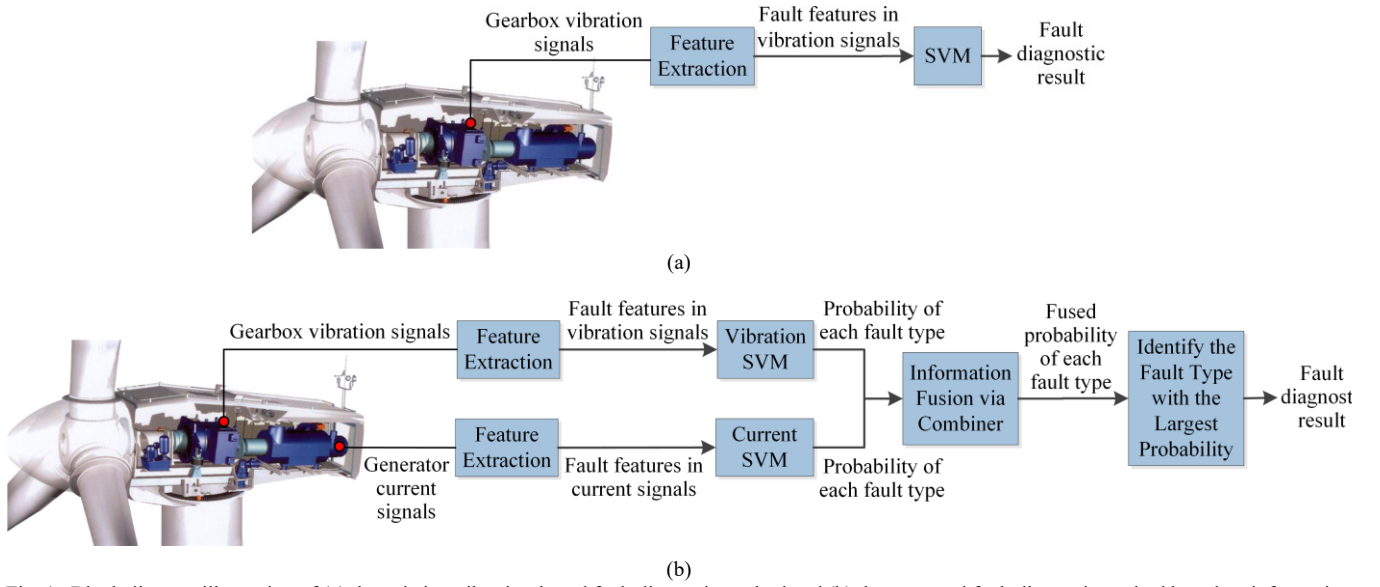 Gearbox vibration
signals
Feature
Extraction
Fault features in
vibration signals
SVM
Fault
diagnostic
result
(a)
Gearbox vibration signals
Feature
Extraction
Fault features in
vibration signals
Vibration
SVM
Probability of
each fault type
Generator
current
signals
Feature
Extraction
Fault features in
current signals
Current
SVM
Probability of
each fault type
Information
Fusion via
Combiner
Fused
probability
of each
fault type
Identify the
Fault Type
with the
Largest
Probability
Fault
diagnost
result
(b)